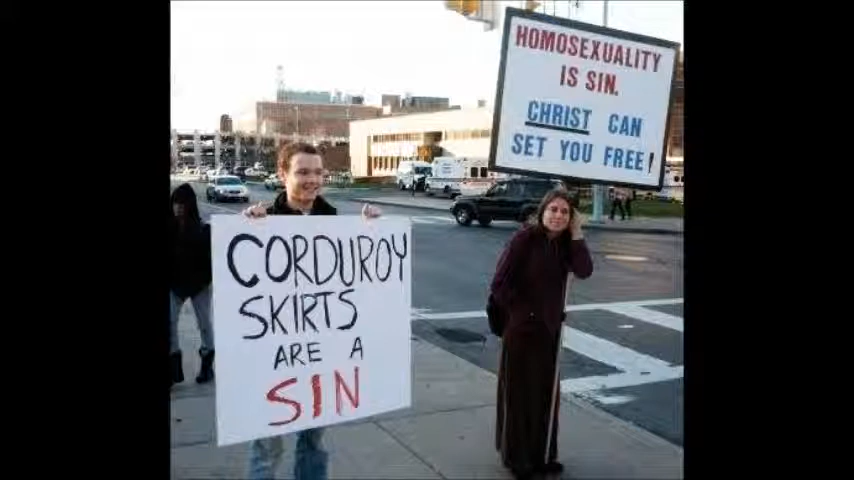 CORDUROY
SKIRTS
ARE A
SIN
HOMOSEXUALITY
IS SIN.
CHRIST CAN
SET YOU FREE!